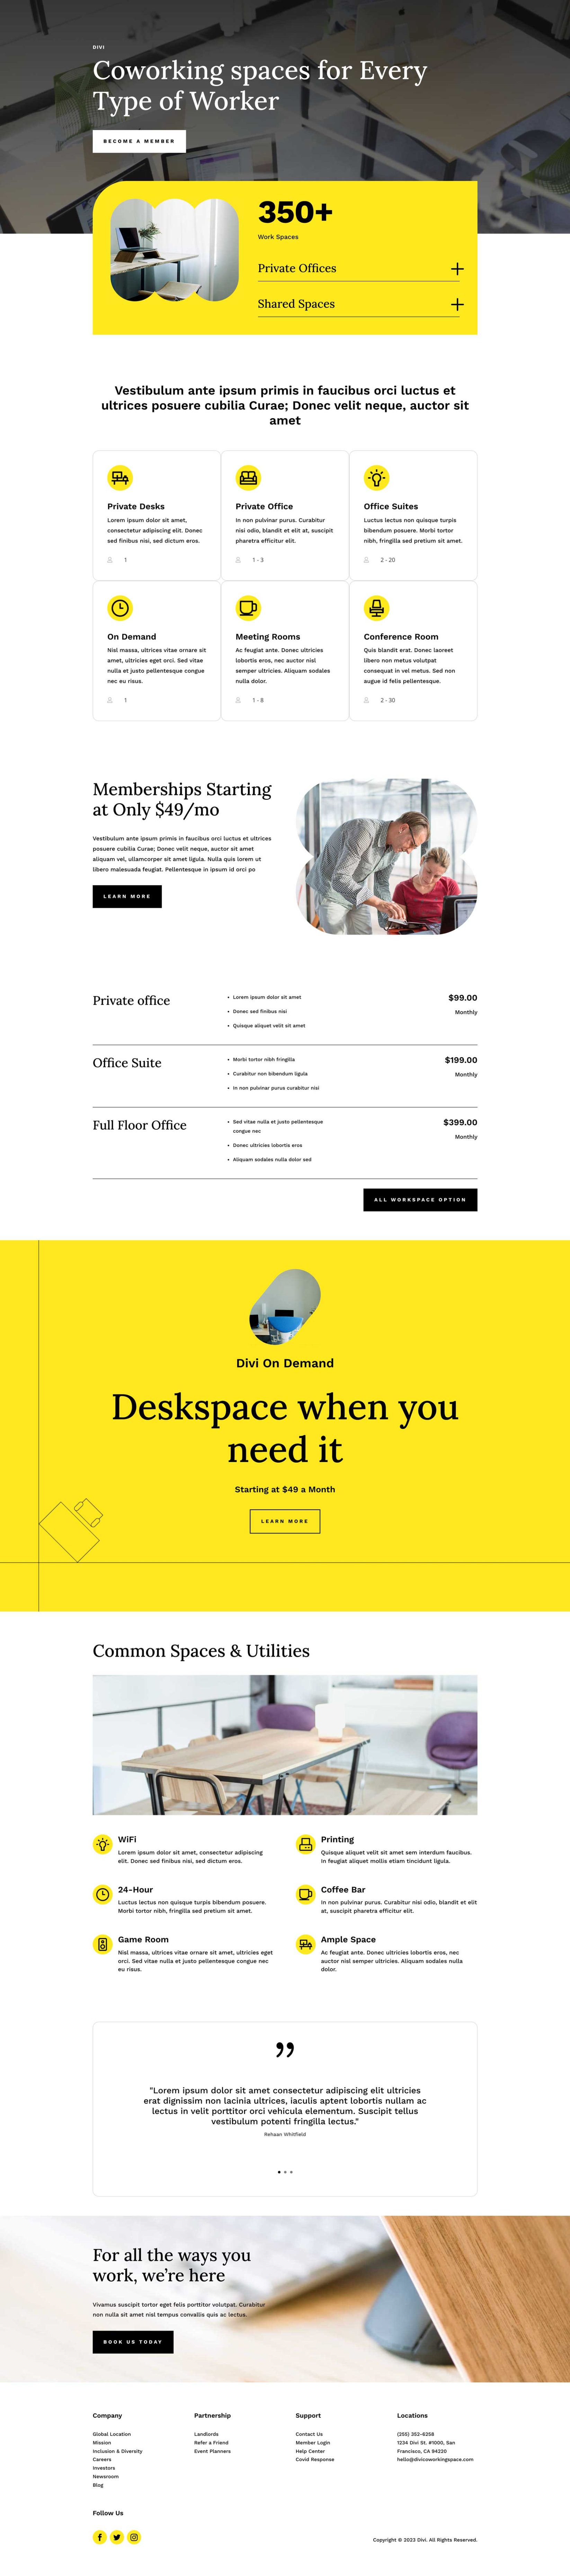 DIVI
Coworking spaces for Every
Type of Worker
BECOME A MEMBER
350+
Work Spaces
Private Offices
Shared Spaces
Vestibulum ante ipsum primis in faucibus orci luctus et
ultrices posuere cubilia Curae; Donec velit neque, auctor sit
amet
Private Desks
Lorem ipsum dolor sit amet,
consectetur adipiscing elit. Donec
sed finibus nisi, sed dictum eros.
1
Private Office
In non pulvinar purus. Curabitur
nisi odio, blandit et elit at, suscipit
pharetra efficitur elit.
1 - 3
Office Suites
Luctus lectus non quisque turpis
bibendum posuere. Morbi tortor
nibh, fringilla sed pretium sit amet.
2 - 20
On Demand
Nisl massa, ultrices vitae ornare sit
amet, ultricies eget orci. Sed vitae
nulla et justo pellentesque congue
nec eu risus.
1
Meeting Rooms
Ac feugiat ante. Donec ultricies
lobortis eros, nec auctor nisl
semper ultricies. Aliquam sodales
nulla dolor.
1 - 8
Conference Room
Quis blandit erat. Donec laoreet
libero non metus volutpat
consequat in vel metus. Sed non
augue id felis pellentesque.
2 - 30
Memberships Starting
at Only $49/mo
Vestibulum ante ipsum primis in faucibus orci luctus et ultrices
posuere cubilia Curae; Donec velit neque, auctor sit amet
aliquam vel, ullamcorper sit amet ligula. Nulla quis lorem ut
libero malesuada feugiat. Pellentesque in ipsum id orci po
LEARN MORE
Private office
• Lorem ipsum dolor sit amet
• Donec sed finibus nisi
• Quisque aliquet velit sit amet
$99.00
Monthly
Office Suite
• Morbi tortor nibh fringilla
• Curabitur non bibendum ligula
• In non pulvinar purus curabitur nisi
$199.00
Monthly
Full Floor Office
• Sed vitae nulla et justo pellentesque
congue nec
• Donec ultricies lobortis eros
• Aliquam sodales nulla dolor sed
$399.00
Monthly
ALL WORKSPACE OPTION
Divi On Demand
Deskspace when you
need it
Starting at $49 a Month
LEARN MORE
Common Spaces & Utilities
WiFi
Lorem ipsum dolor sit amet, consectetur adipiscing
elit. Donec sed finibus nisi, sed dictum eros.
Printing
Quisque aliquet velit sit amet sem interdum faucibus.
In feugiat aliquet mollis etiam tincidunt ligula.
24-Hour
Luctus lectus non quisque turpis bibendum posuere.
Morbi tortor nibh, fringilla sed pretium sit amet.
Coffee Bar
In non pulvinar purus. Curabitur nisi odio, blandit et elit
at, suscipit pharetra efficitur elit.
Game Room
Nisl massa, ultrices vitae ornare sit amet, ultricies eget
orci. Sed vitae nulla et justo pellentesque congue nec
eu risus.
Ample Space
Ac feugiat ante. Donec ultricies lobortis eros, nec
auctor nisl semper ultricies. Aliquam sodales nulla
dolor.
"Lorem ipsum dolor sit amet consectetur adipiscing elit ultricies
erat dignissim non lacinia ultrices, iaculis aptent lobortis nullam ac
lectus in velit porttitor orci vehicula elementum. Suscipit tellus
vestibulum potenti fringilla lectus."
Rehaan Whitfield
For all the ways you
work, we’re here
Vivamus suscipit tortor eget felis porttitor volutpat. Curabitur
non nulla sit amet nisl tempus convallis quis ac lectus.
BOOK US TODAY
Company
Global Location
Mission
Inclusion & Diversity
Careers
Investors
Newsroom
Blog
Partnership
Landlords
Refer a Friend
Event Planners
Support
Contact Us
Member Login
Help Center
Covid Response
Locations
(255) 352-6258
1234 Divi St. #1000, San
Francisco, CA 94220
hello@divicoworkingspace.com
Follow Us
Copyright © 2023 Divi. All Rights Reserved.